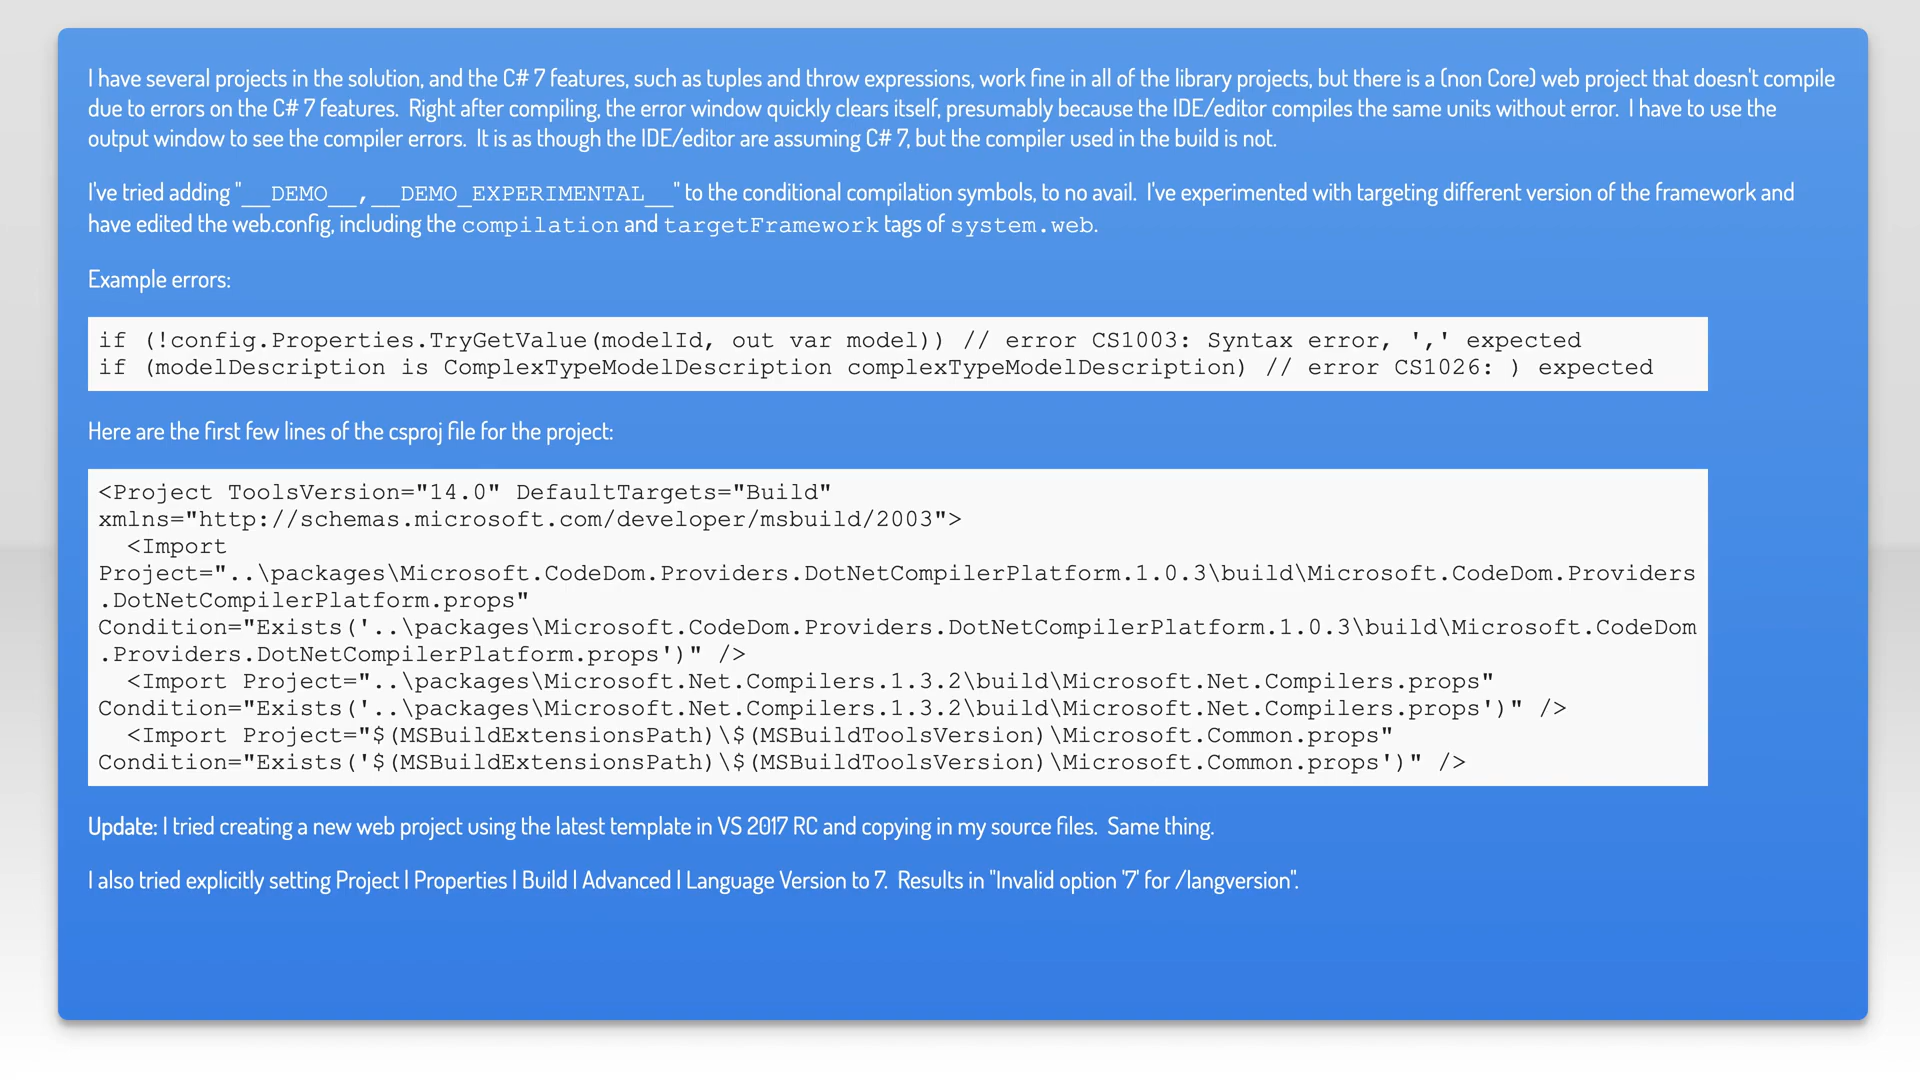 I have several projects in the solution, and the C# 7 features, such as tuples and throw expressions, work fine in all of the library projects, but there is a (non Core) web project that doesn't compile
due to errors on the C# 7 features.  Right after compiling, the error window quickly clears itself, presumably because the IDE/editor compiles the same units without error.  I have to use the
output window to see the compiler errors.  It is as though the IDE/editor are assuming C# 7, but the compiler used in the build is not.
I've tried adding "__DEMO__,__DEMO_EXPERIMENTAL__" to the conditional compilation symbols, to no avail.  I've experimented with targeting different version of the framework and
have edited the web.config, including the compilation and targetFramework tags of system.web.
Example errors:
if (!config.Properties.TryGetValue(modelId, out var model)) // error CS1003: Syntax error, ',' expected
if (modelDescription is ComplexTypeModelDescription complexTypeModelDescription) // error CS1026: ) expected
Here are the first few lines of the csproj file for the project:
<Project ToolsVersion="14.0" DefaultTargets="Build"
xmlns="http://schemas.microsoft.com/developer/msbuild/2003">
  <Import
Project="..\packages\Microsoft.CodeDom.Providers.DotNetCompilerPlatform.1.0.3\build\Microsoft.CodeDom.Providers
.DotNetCompilerPlatform.props"
Condition="Exists('..\packages\Microsoft.CodeDom.Providers.DotNetCompilerPlatform.1.0.3\build\Microsoft.CodeDom
.Providers.DotNetCompilerPlatform.props')" />
  <Import Project="..\packages\Microsoft.Net.Compilers.1.3.2\build\Microsoft.Net.Compilers.props"
Condition="Exists('..\packages\Microsoft.Net.Compilers.1.3.2\build\Microsoft.Net.Compilers.props')" />
  <Import Project="$(MSBuildExtensionsPath)\$(MSBuildToolsVersion)\Microsoft.Common.props"
Condition="Exists('$(MSBuildExtensionsPath)\$(MSBuildToolsVersion)\Microsoft.Common.props')" />
Update: I tried creating a new web project using the latest template in VS 2017 RC and copying in my source files.  Same thing.
I also tried explicitly setting Project | Properties | Build | Advanced | Language Version to 7.  Results in "Invalid option '7' for /langversion".